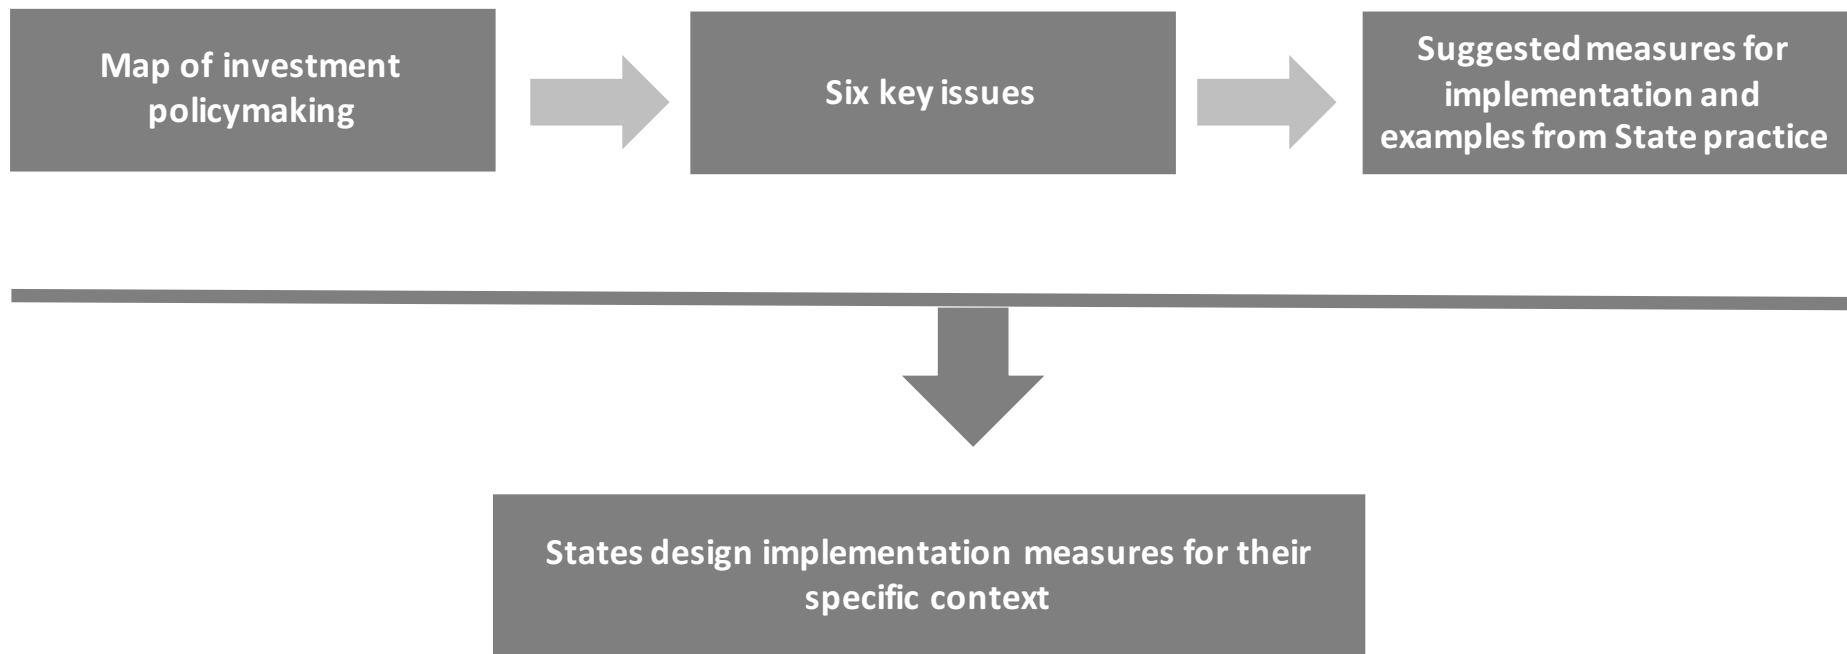 Map of investment
policymaking
Six key issues
Suggested measures for
implementation and
examples from State practice
States design implementation measures for their
specific context